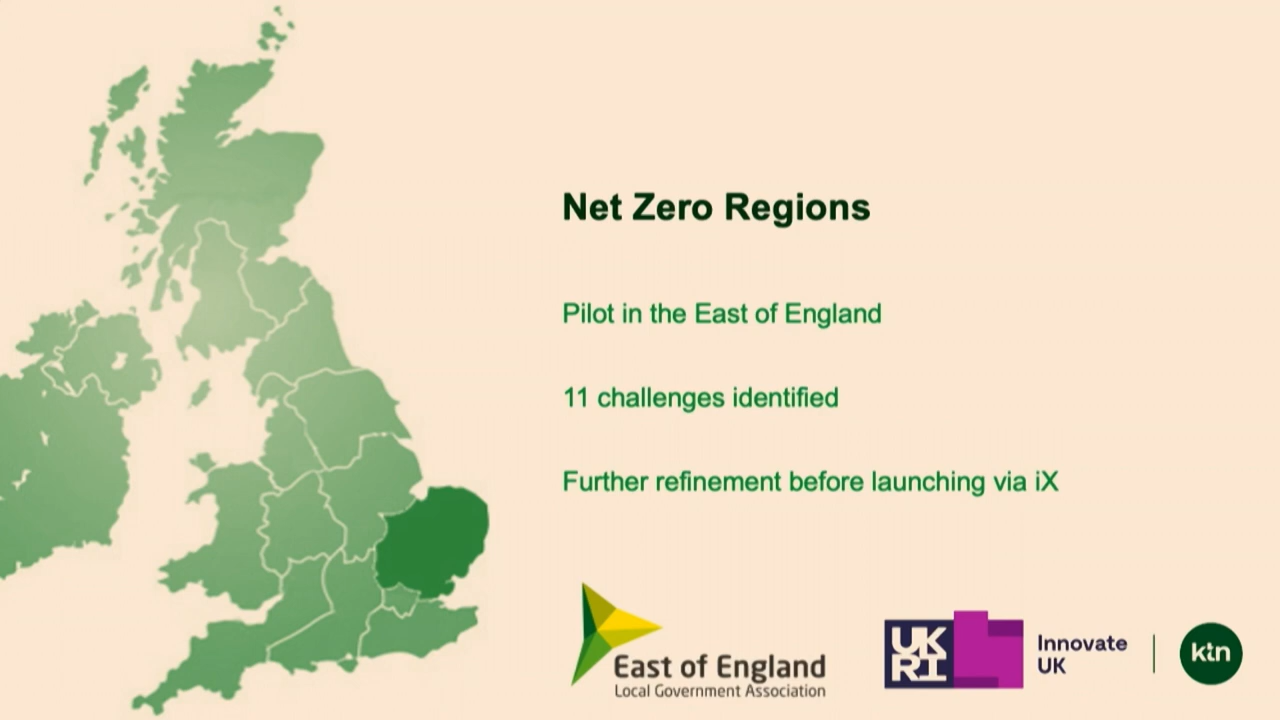 Net Zero Regions
Pilot in the East of England
11 challenges identified
Further refinement before launching via iX
East of England
Local Government Association
UK
RI
Innovate
UK
ktn